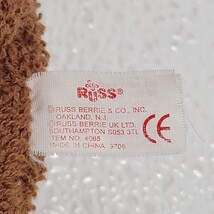 RUSS
© RUSS BERRIE & CO., INC.
OAKLAND, N.J.
© RUSS BERRIE UK LTD.
SOUTHAMPTON SO53 3TL
ITEM NO. 4065
MADE IN CHINA 9706
CE